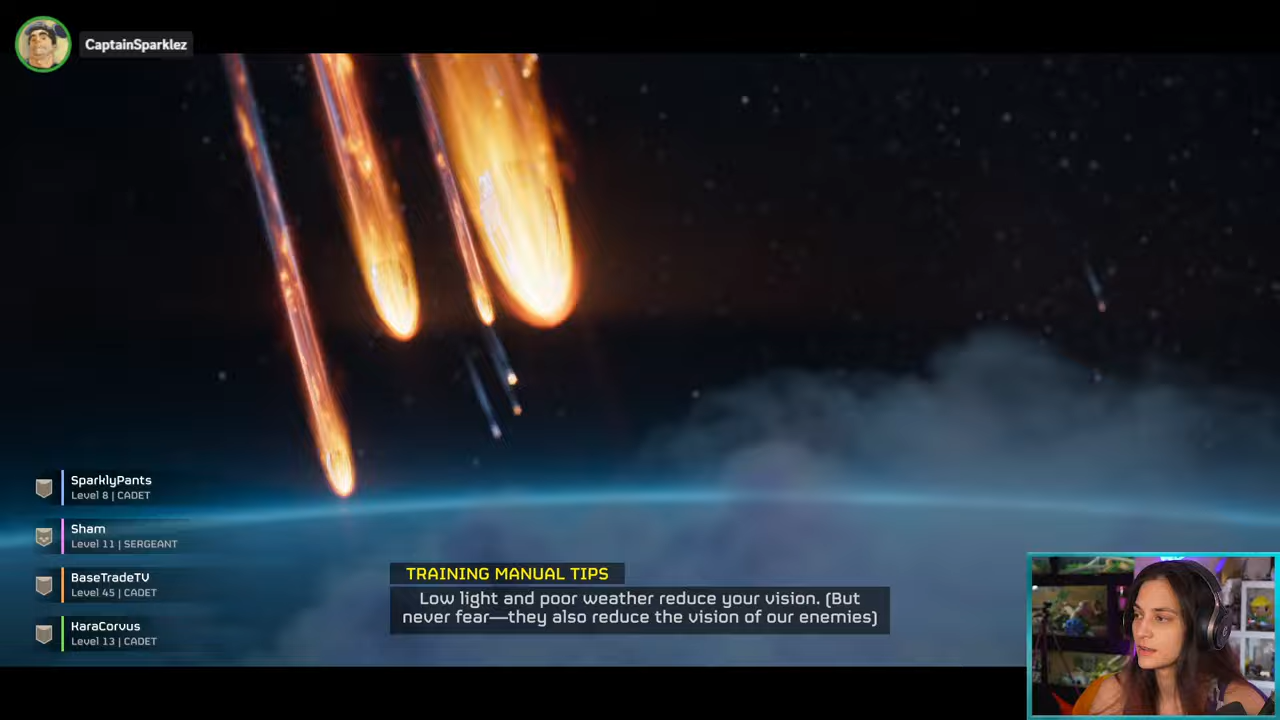 CaptainSparklez
SparklyPants
Level 8 | CADET
Sham
Level 11 | SERGEANT
BaseTradeTV
Level 45 | CADET
KaraCorvus
Level 13 | CADET
TRAINING MANUAL TIPS
Low light and poor weather reduce your vision. (But
never fear—they also reduce the vision of our enemies)